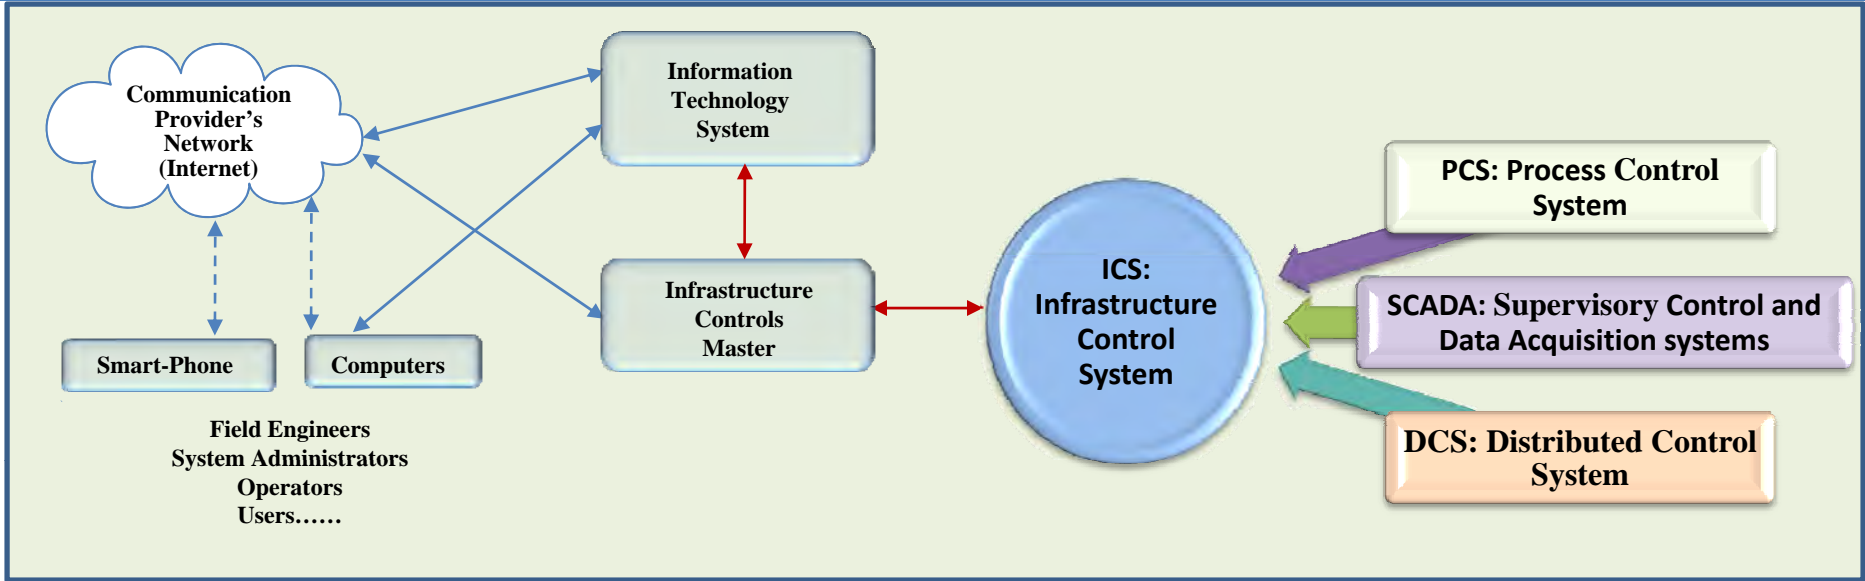 Communication
Provider’s
Network
(Internet)
Information
Technology
System
Smart-Phone
Computers
Field Engineers
System Administrators
Operators
Users……
Infrastructure
Controls
Master
ICS:
Infrastructure
Control
System
PCS: Process Control
System
SCADA: Supervisory Control and
Data Acquisition systems
DCS: Distributed Control
System